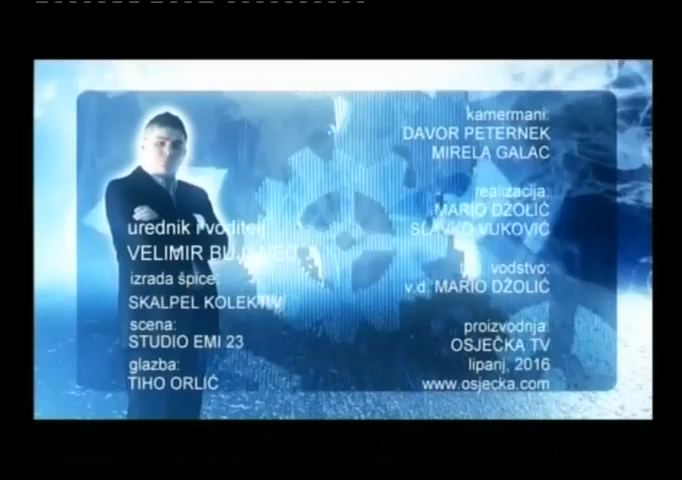 urednik i voditelj
VELIMIR
izrada špice:
SKALPEL KOLEKTIV
scena:
STUDIO EMI 23
glazba:
TIHO ORLIĆ
kamermani:
DAVOR PETERNEK
MIRELA GALAC
realizacija:
MARIO DŽOLIĆ
SLAVKO VUKOVIĆ
vodstvo:
v.d. MARIO DŽOLIĆ
proizvodnja:
OSJEČKA TV
lipanj, 2016
www.osjecka.com